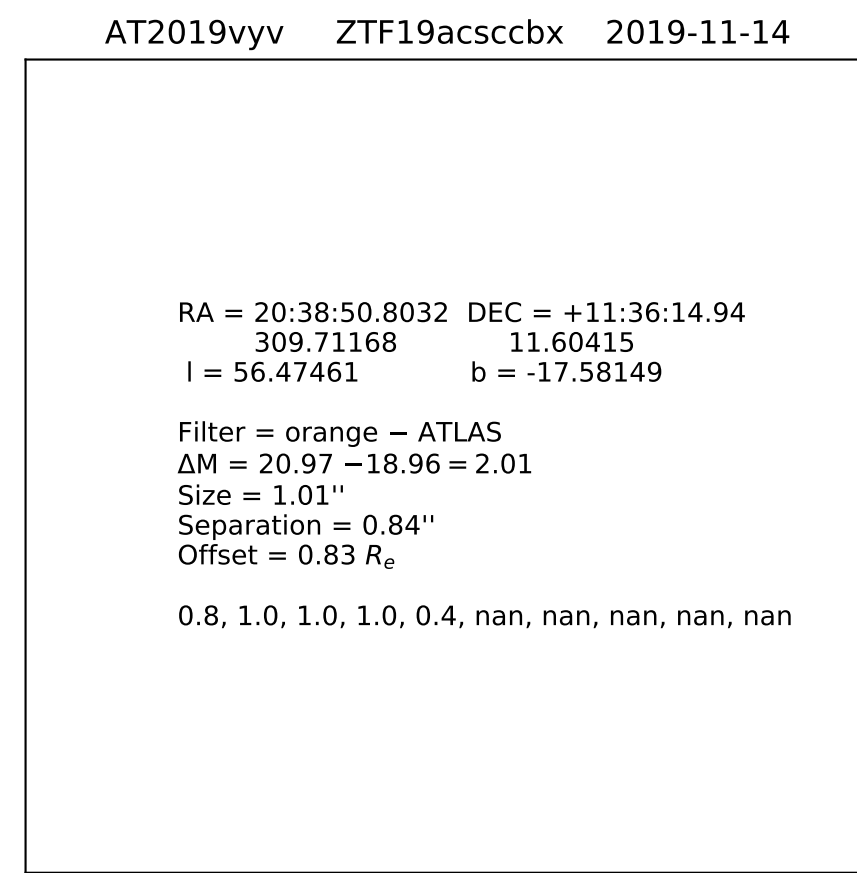 AT2019vyv ZTF19acsccbx 2019-11-14
RA = 20:38:50.8032 DEC = +11:36:14.94
309.71168 11.60415
l = 56.47461 b = -17.58149
Filter = orange − ATLAS
ΔM = 20.97 −18.96 = 2.01
Size = 1.01''
Separation = 0.84''
Offset = 0.83 Rₑ
0.8, 1.0, 1.0, 1.0, 0.4, nan, nan, nan, nan, nan